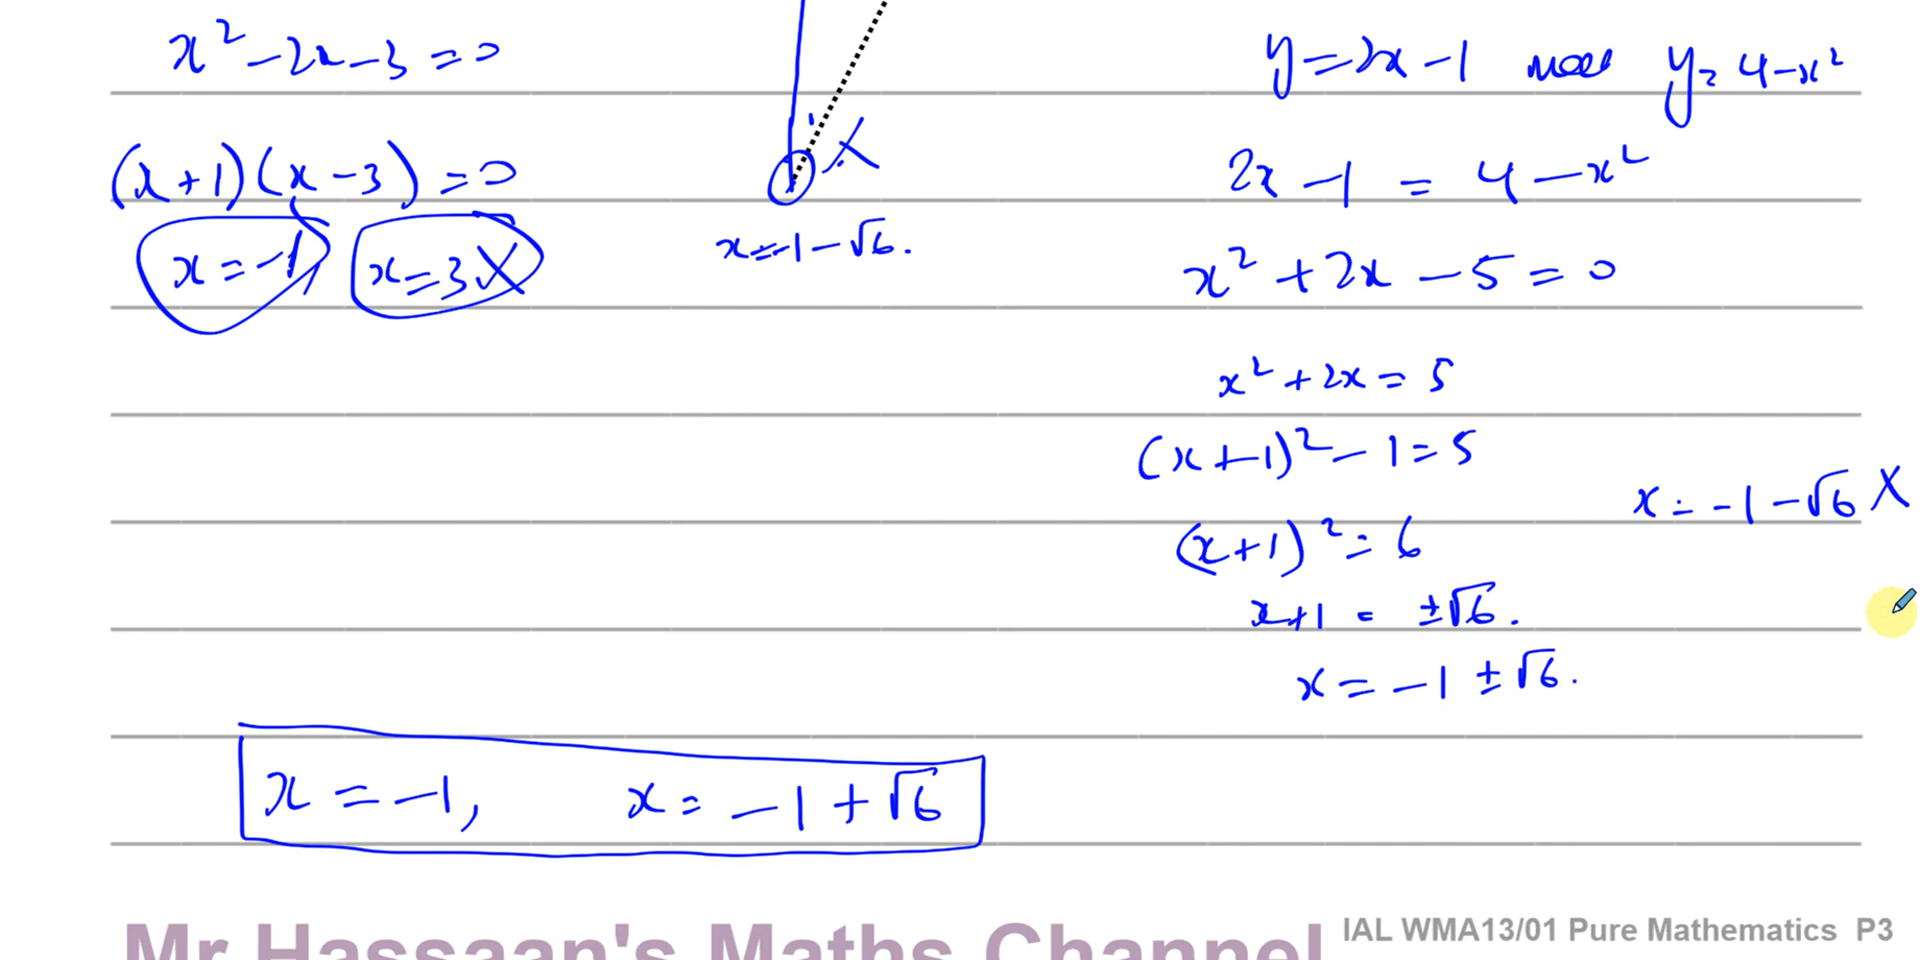 x² - 2x - 3 = 0
(x+1)(x-3) = 0
x = -1 x = 3 X
X
x = -1 - √6.
y = 2x - 1 meets y = 4 - x²
2x - 1 = 4 - x²
x² + 2x - 5 = 0
x² + 2x = 5
(x+1)² - 1 = 5
(x+1)² = 6
x+1 = ±√6.
x = -1 ± √6.
x = -1 - √6 X
x = -1, x = -1 + √6
Mr Hassaan's Maths Channel
IAL WMA13/01 Pure Mathematics P3